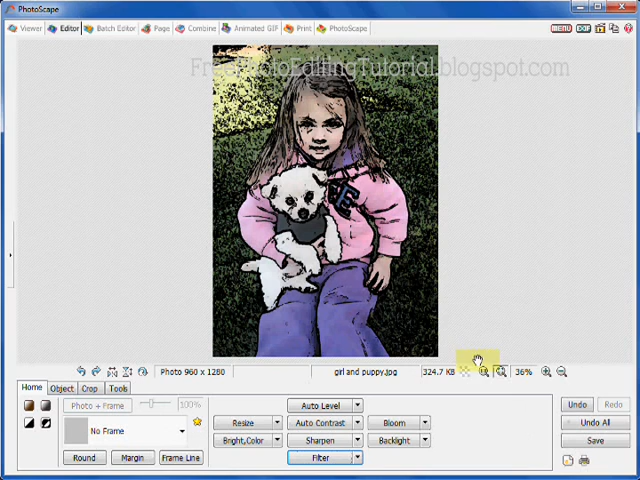 PhotoScape
Viewer Editor Batch Editor Page Combine Animated GIF Print PhotoScape MENU EXIF
FreePhotoEditingTutorial.blogspot.com
Photo 960 x 1280 girl and puppy.jpg 324.7 KB 36%
Home Object Crop Tools
Photo + Frame 100% Auto Level Undo Redo
No Frame Resize Auto Contrast Bloom Undo All
Bright,Color Sharpen Backlight Save
Round Margin Frame Line Filter